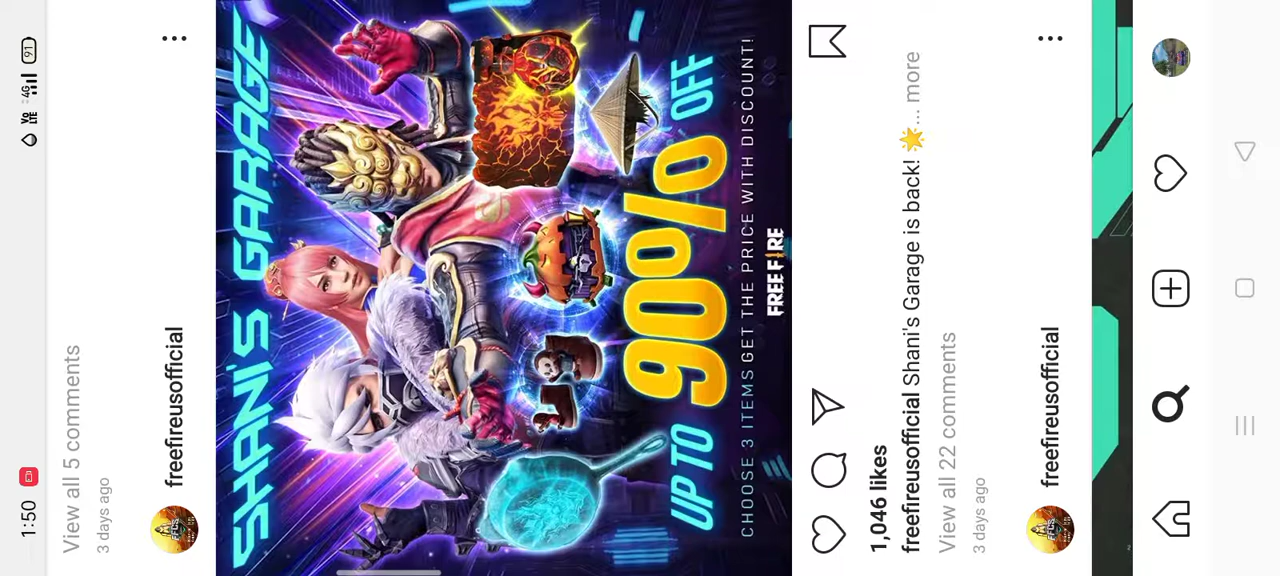 1:50
4G 91
View all 5 comments
3 days ago
freefireusofficial
SHANI'S GARAGE
UP TO 90% OFF
CHOOSE 3 ITEMS GET THE PRICE WITH DISCOUNT!
FREE FIRE
1,046 likes
freefireusofficial Shani's Garage is back! 🌟... more
View all 22 comments
3 days ago
freefireusofficial